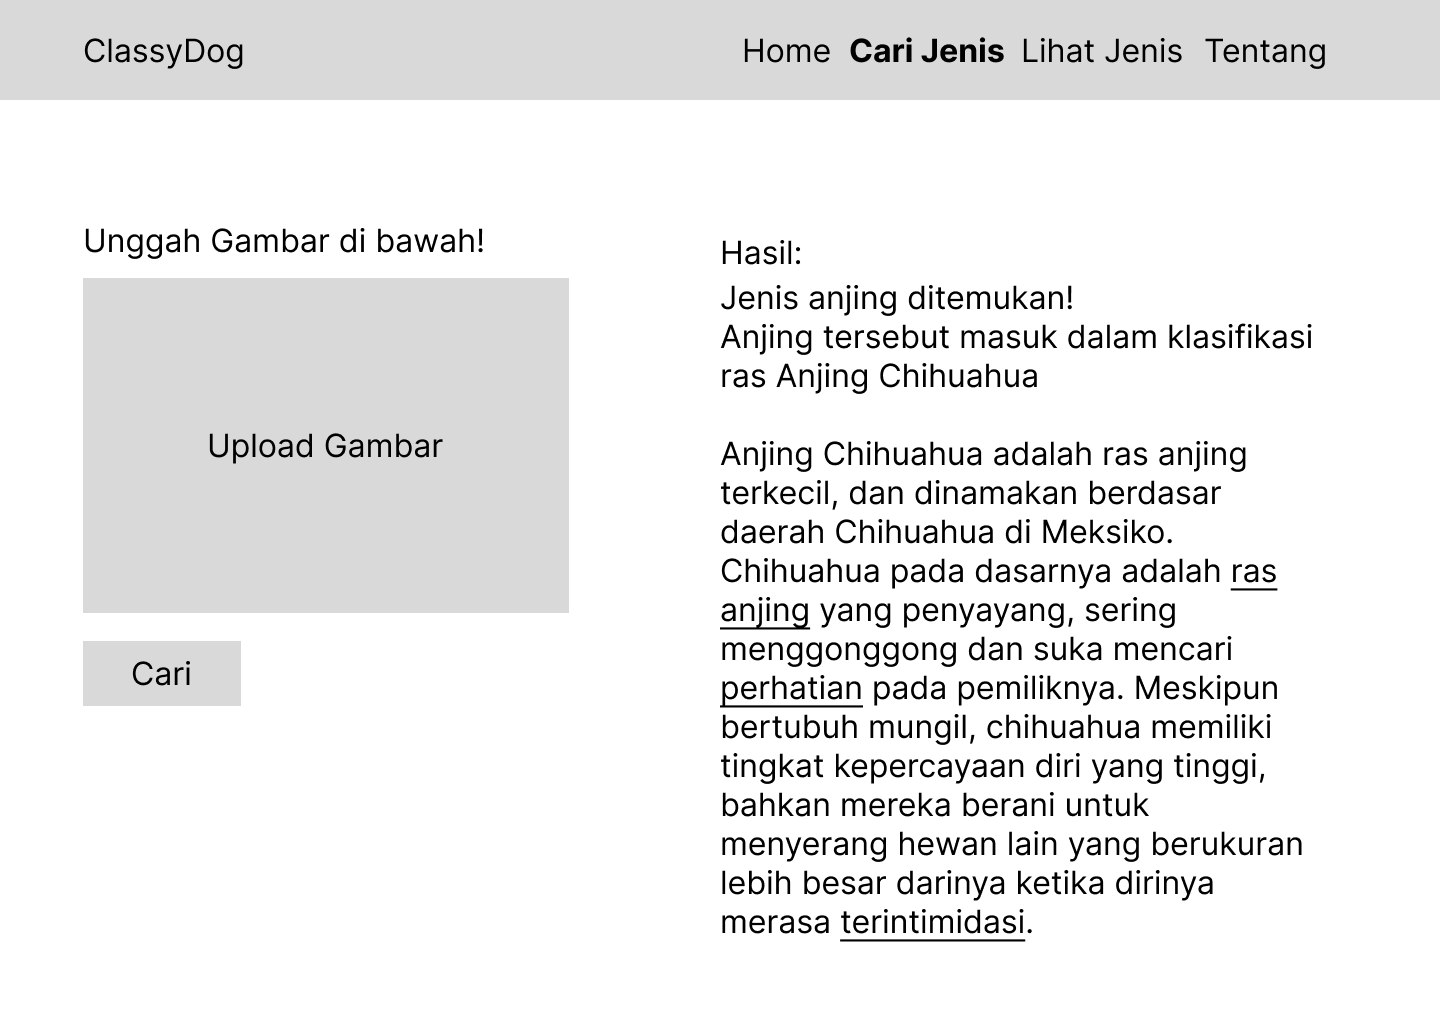 ClassyDog
Home Cari Jenis Lihat Jenis Tentang
Unggah Gambar di bawah!
Upload Gambar
Cari
Hasil:
Jenis anjing ditemukan!
Anjing tersebut masuk dalam klasifikasi
ras Anjing Chihuahua
Anjing Chihuahua adalah ras anjing
terkecil, dan dinamakan berdasar
daerah Chihuahua di Meksiko.
Chihuahua pada dasarnya adalah ras
anjing yang penyayang, sering
menggonggong dan suka mencari
perhatian pada pemiliknya. Meskipun
bertubuh mungil, chihuahua memiliki
tingkat kepercayaan diri yang tinggi,
bahkan mereka berani untuk
menyerang hewan lain yang berukuran
lebih besar darinya ketika dirinya
merasa terintimidasi.